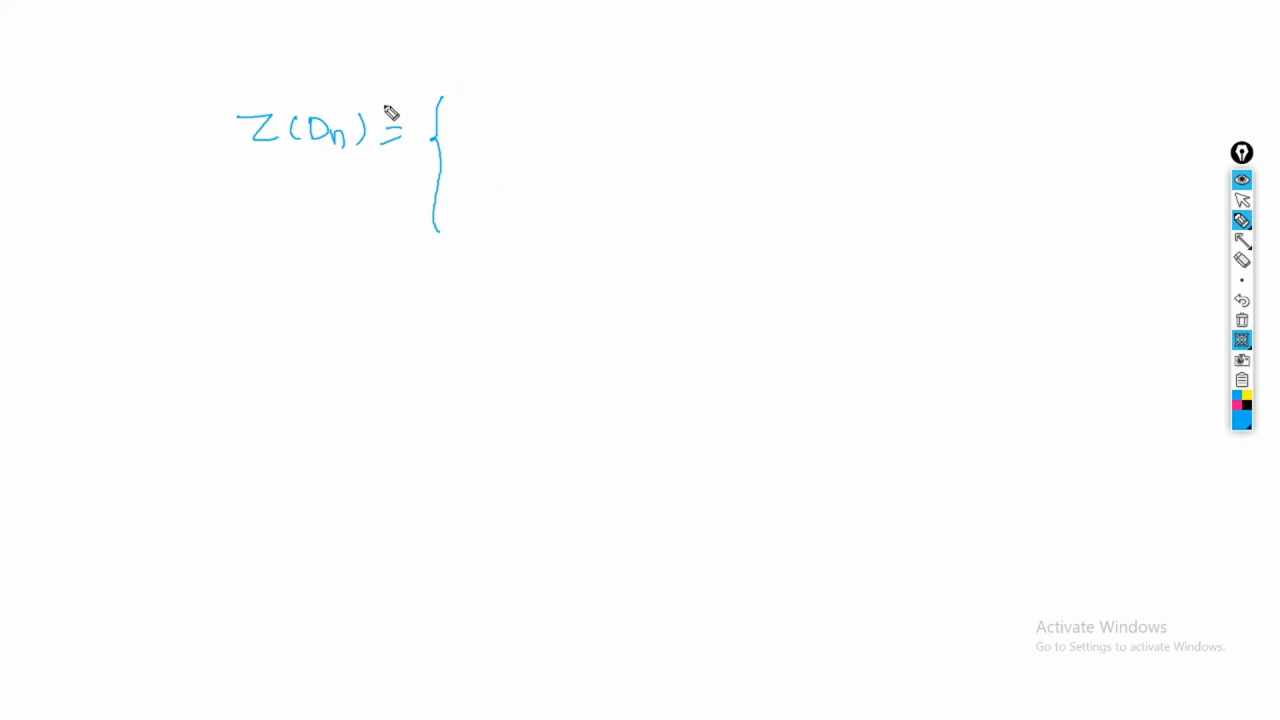 Z(Dn) = {
Activate Windows
Go to Settings to activate Windows.